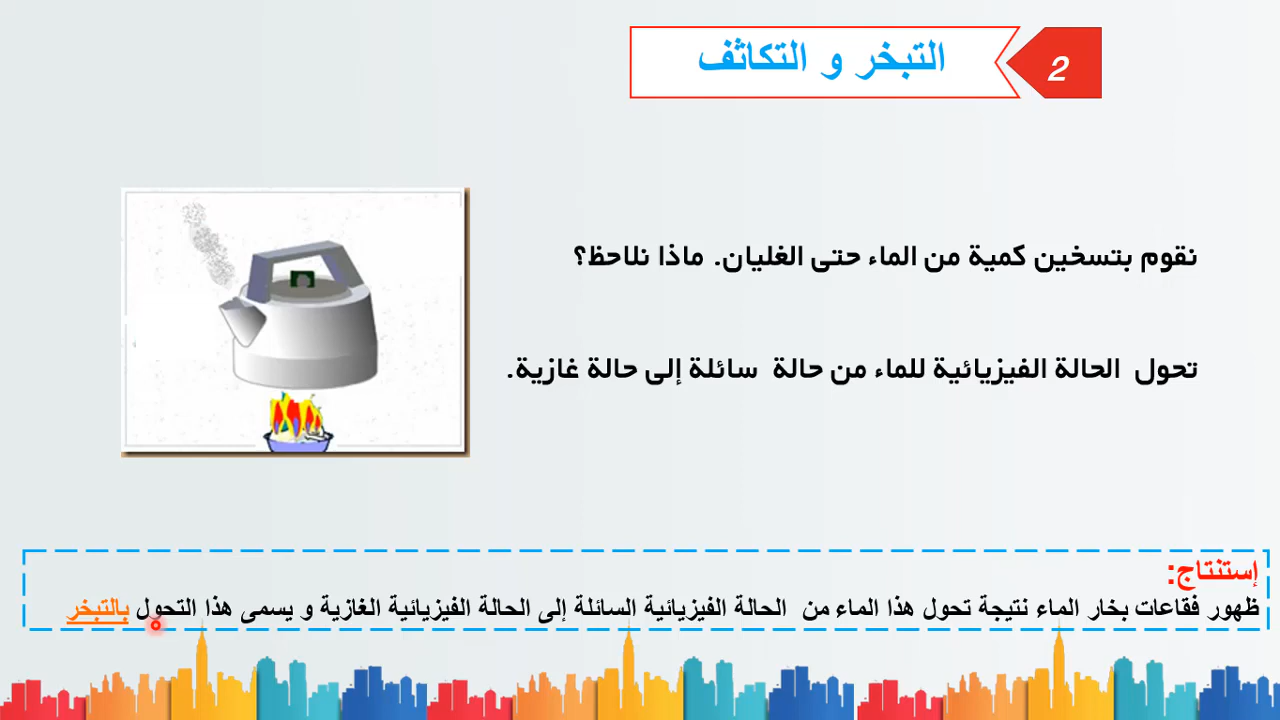 2
التبخر و التكاثف
نقوم بتسخين كمية من الماء حتى الغليان. ماذا نلاحظ؟
تحول الحالة الفيزيائية للماء من حالة سائلة إلى حالة غازية.
إستنتاج:
ظهور فقاعات بخار الماء نتيجة تحول هذا الماء من الحالة الفيزيائية السائلة إلى الحالة الفيزيائية الغازية و يسمى هذا التحول بالتبخر